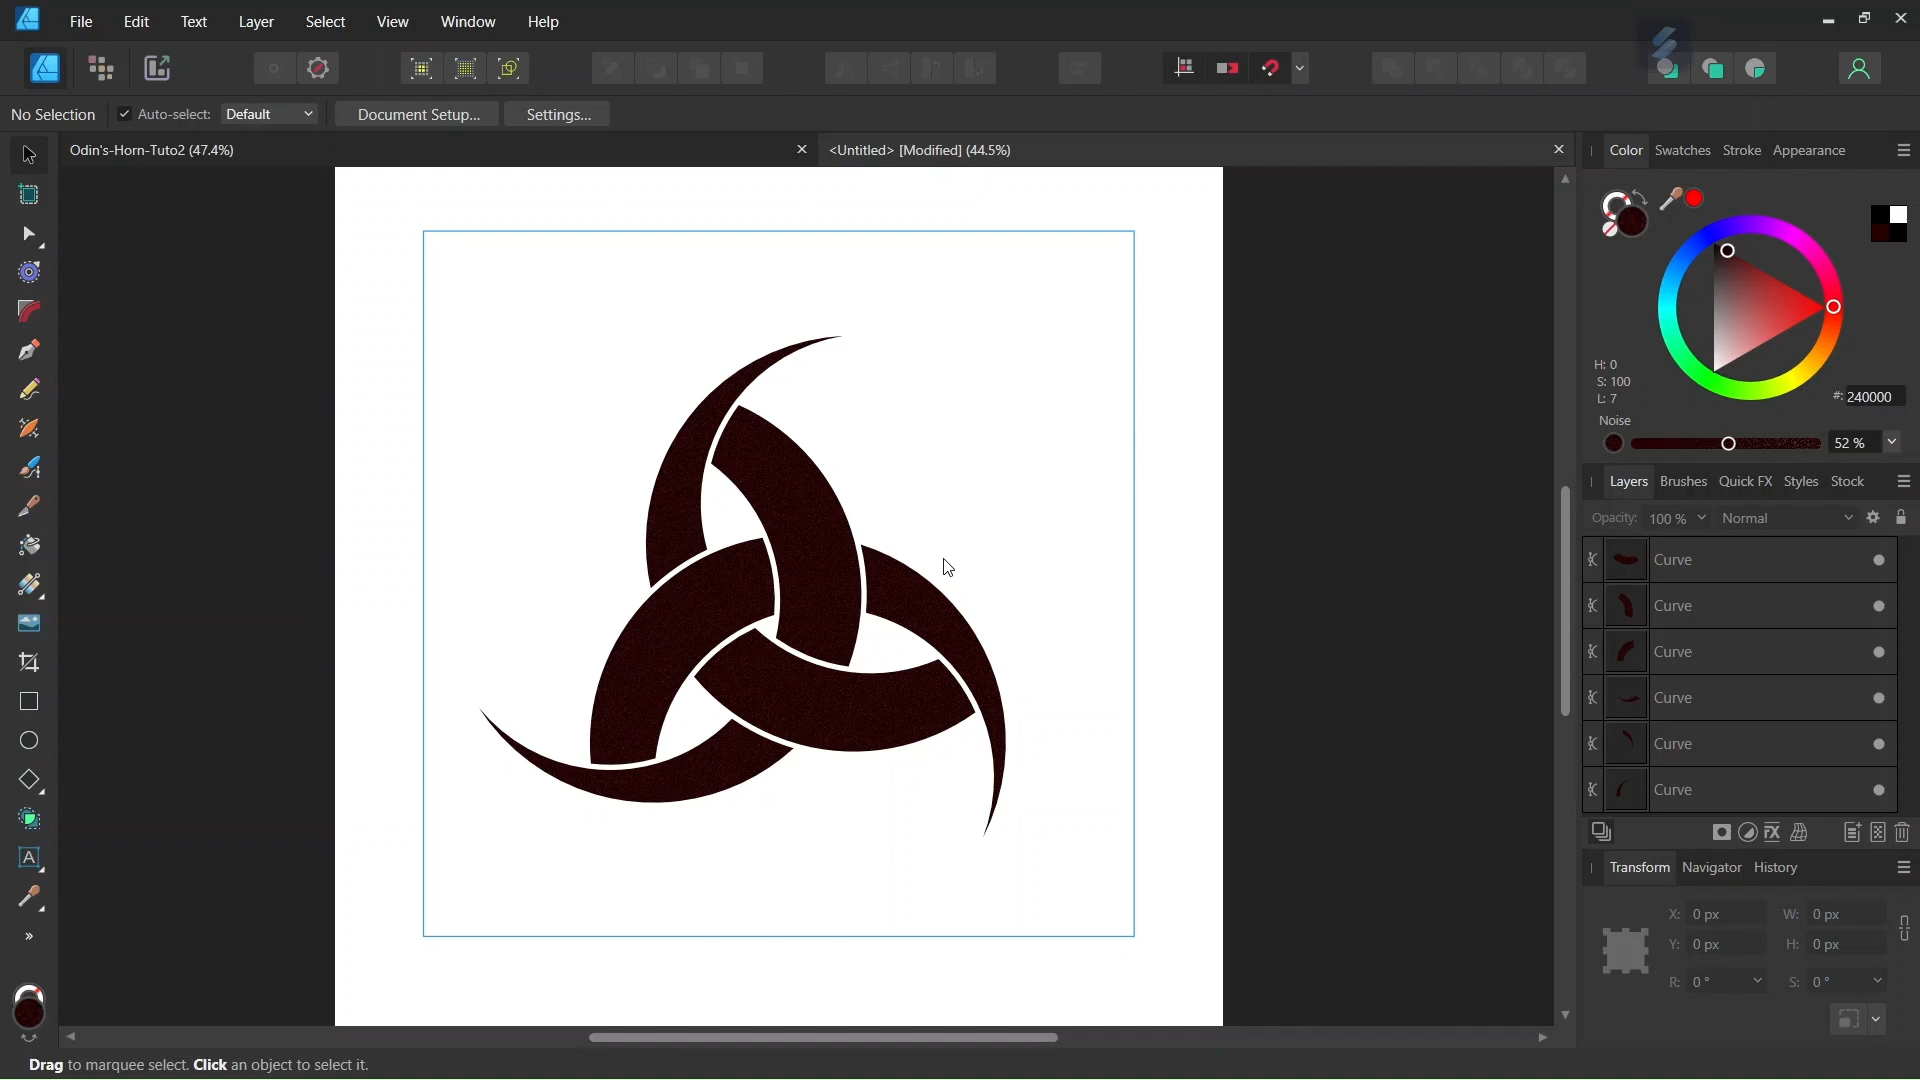 File Edit Text Layer Select View Window Help
No Selection Auto-select: Default Document Setup... Settings...
Odin's-Horn-Tuto2 (47.4%)
<Untitled> [Modified] (44.5%)
Color Swatches Stroke Appearance
H: 0
S: 100
L: 7
#: 240000
Noise
52 %
Layers Brushes Quick FX Styles Stock
Opacity: 100 % Normal
Curve
Curve
Curve
Curve
Curve
Curve
Transform Navigator History
X: 0 px W: 0 px
Y: 0 px H: 0 px
R: 0 ° S: 0 °
Drag to marquee select. Click an object to select it.